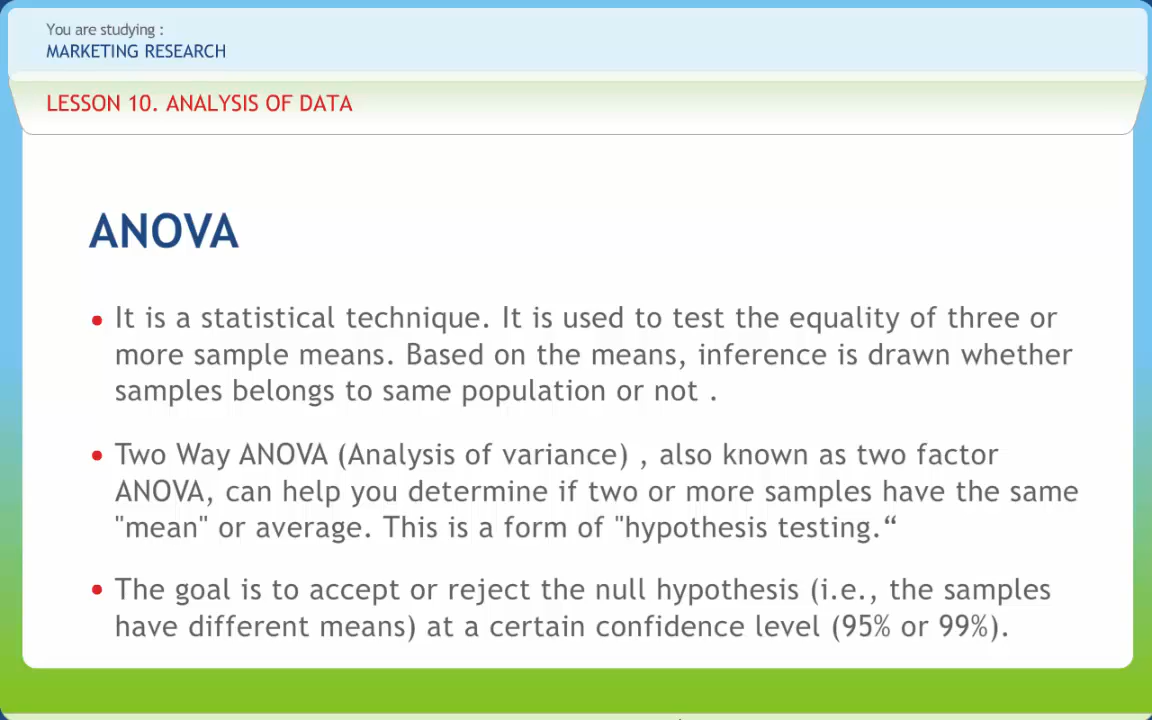 You are studying :
MARKETING RESEARCH
LESSON 10. ANALYSIS OF DATA
ANOVA
• It is a statistical technique. It is used to test the equality of three or
more sample means. Based on the means, inference is drawn whether
samples belongs to same population or not .
• Two Way ANOVA (Analysis of variance) , also known as two factor
ANOVA, can help you determine if two or more samples have the same
"mean" or average. This is a form of "hypothesis testing.“
• The goal is to accept or reject the null hypothesis (i.e., the samples
have different means) at a certain confidence level (95% or 99%).